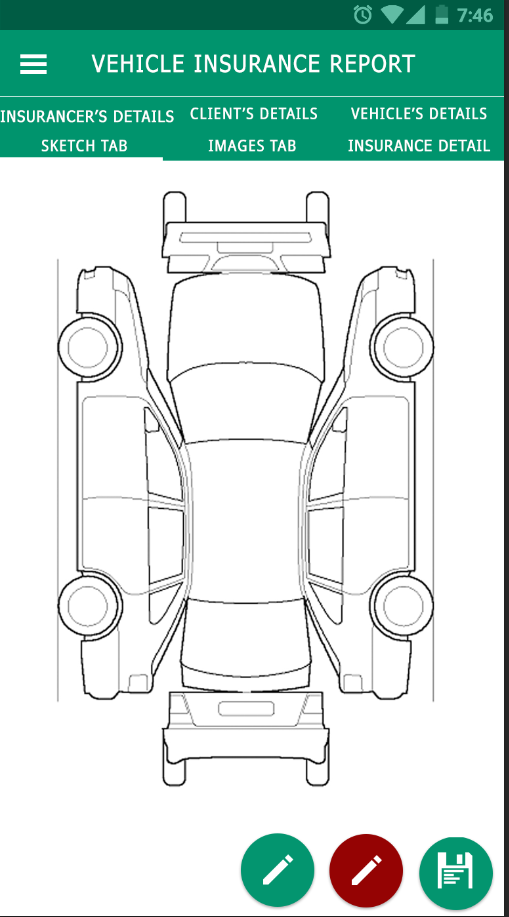 7:46
VEHICLE INSURANCE REPORT
INSURANCER'S DETAILS CLIENT'S DETAILS VEHICLE'S DETAILS
SKETCH TAB IMAGES TAB INSURANCE DETAIL